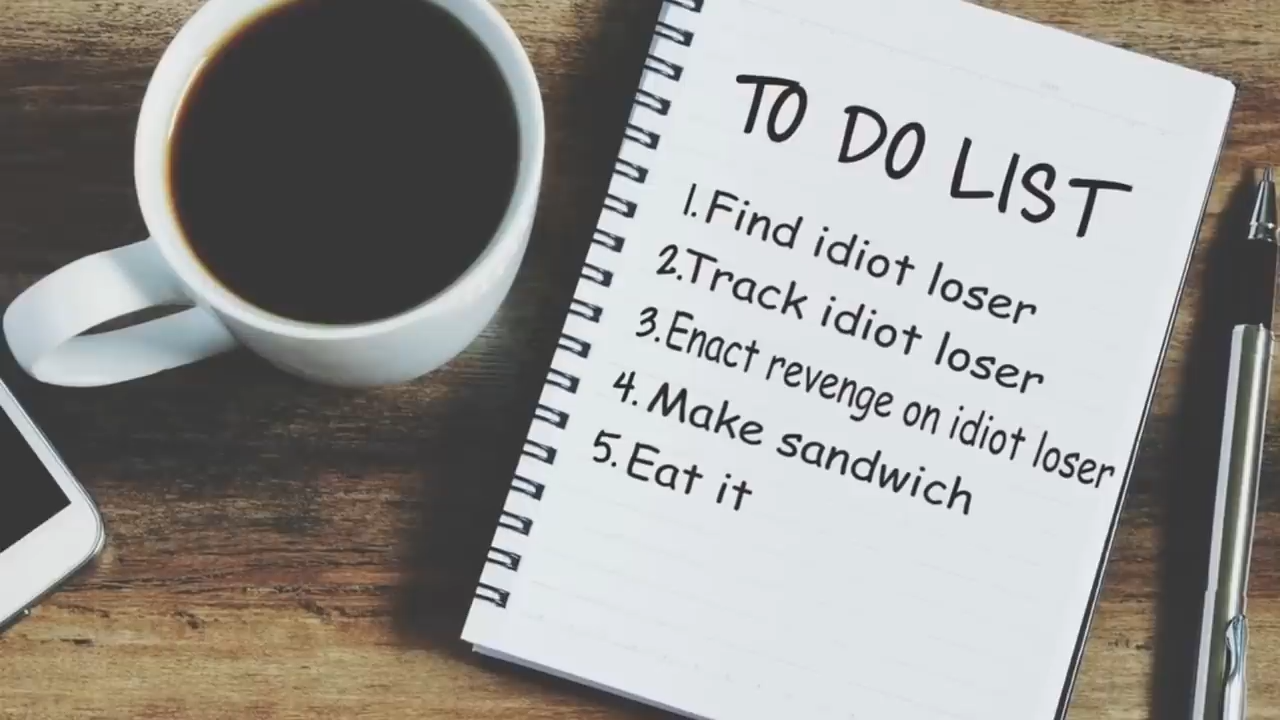 TO DO LIST
1.Find idiot loser
2.Track idiot loser
3.Enact revenge on idiot loser
4. Make sandwich
5. Eat it